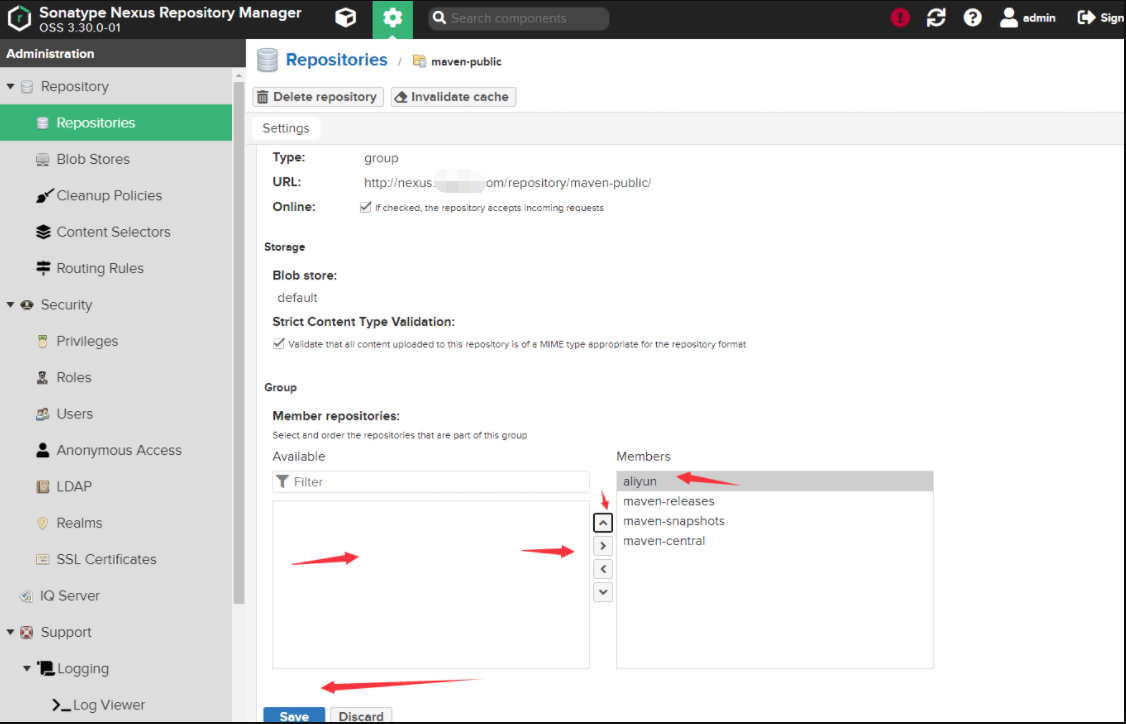 Sonatype Nexus Repository Manager
OSS 3.30.0-01
Search components
admin
Sign
Administration
Repository
Repositories
Blob Stores
Cleanup Policies
Content Selectors
Routing Rules
Security
Privileges
Roles
Users
Anonymous Access
LDAP
Realms
SSL Certificates
IQ Server
Support
Logging
Log Viewer
Repositories / maven-public
Delete repository
Invalidate cache
Settings
Type: group
URL: http://nexus. om/repository/maven-public/
Online: If checked, the repository accepts incoming requests
Storage
Blob store:
default
Strict Content Type Validation:
Validate that all content uploaded to this repository is of a MIME type appropriate for the repository format
Group
Member repositories:
Select and order the repositories that are part of this group
Available
Filter
Members
aliyun
maven-releases
maven-snapshots
maven-central
Save
Discard